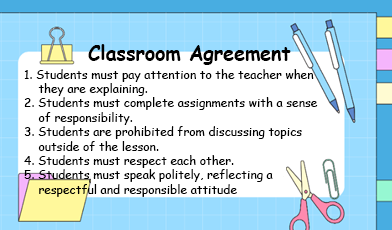 Classroom Agreement
1. Students must pay attention to the teacher when
they are explaining.
2. Students must complete assignments with a sense
of responsibility.
3. Students are prohibited from discussing topics
outside of the lesson.
4. Students must respect each other.
5. Students must speak politely, reflecting a
respectful and responsible attitude